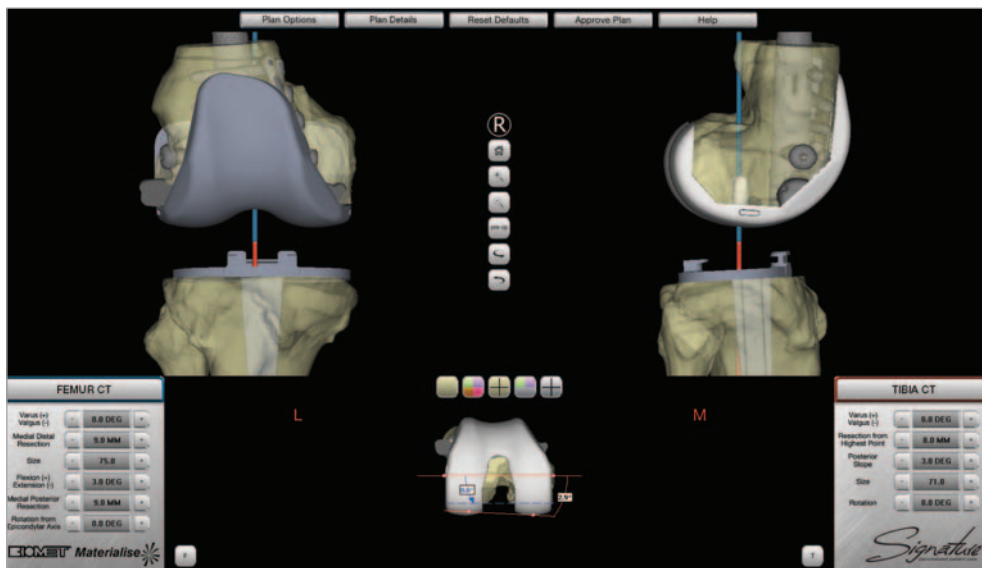 Plan Options
Plan Details
Reset Defaults
Approve Plan
Help
R
FEMUR CT
Varus (+)
Valgus (-)
0.0 DEG
Medial Distal
Resection
9.0 MM
Size
75.0
Flexion (+)
Extension (-)
3.0 DEG
Medial Posterior
Resection
9.0 MM
Rotation from
Epicondylar Axis
0.0 DEG
BIOMET Materialise
F
L
M
0.0°
2.9°
TIBIA CT
Varus (+)
Valgus (-)
0.0 DEG
Resection from
Highest Point
8.0 MM
Posterior
Slope
3.0 DEG
Size
71.0
Rotation
0.0 DEG
Signature
T